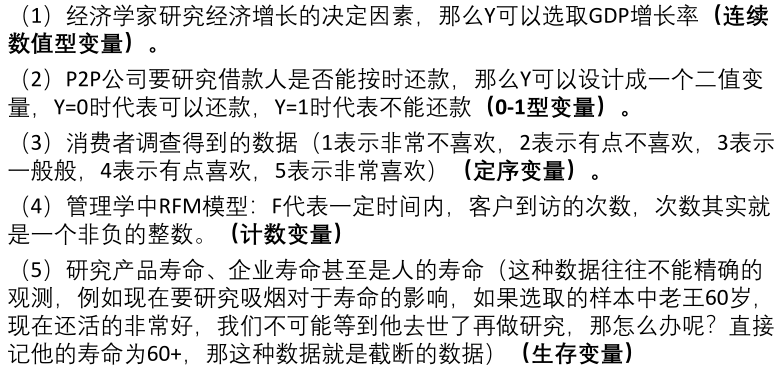 （1）经济学家研究经济增长的决定因素，那么Y可以选取GDP增长率（连续
数值型变量）。
（2）P2P公司要研究借款人是否能按时还款，那么Y可以设计成一个二值变
量，Y=0时代表可以还款，Y=1时代表不能还款（0-1型变量）。
（3）消费者调查得到的数据（1表示非常不喜欢，2表示有点不喜欢，3表示
一般般，4表示有点喜欢，5表示非常喜欢）（定序变量）。
（4）管理学中RFM模型：F代表一定时间内，客户到访的次数，次数其实就
是一个非负的整数。（计数变量）
（5）研究产品寿命、企业寿命甚至是人的寿命（这种数据往往不能精确的
观测，例如现在要研究吸烟对于寿命的影响，如果选取的样本中老王60岁，
现在还活的非常好，我们不可能等到他去世了再做研究，那怎么办呢？直接
记他的寿命为60+，那这种数据就是截断的数据）（生存变量）